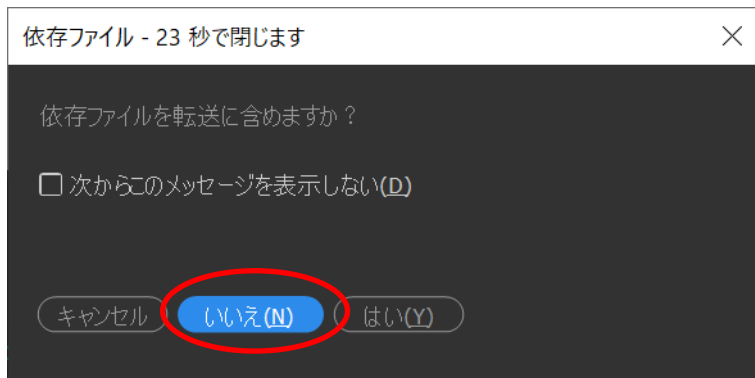 依存ファイル - 23 秒で閉じます
依存ファイルを転送に含めますか？
次からこのメッセージを表示しない(D)
キャンセル いいえ(N) はい(Y)